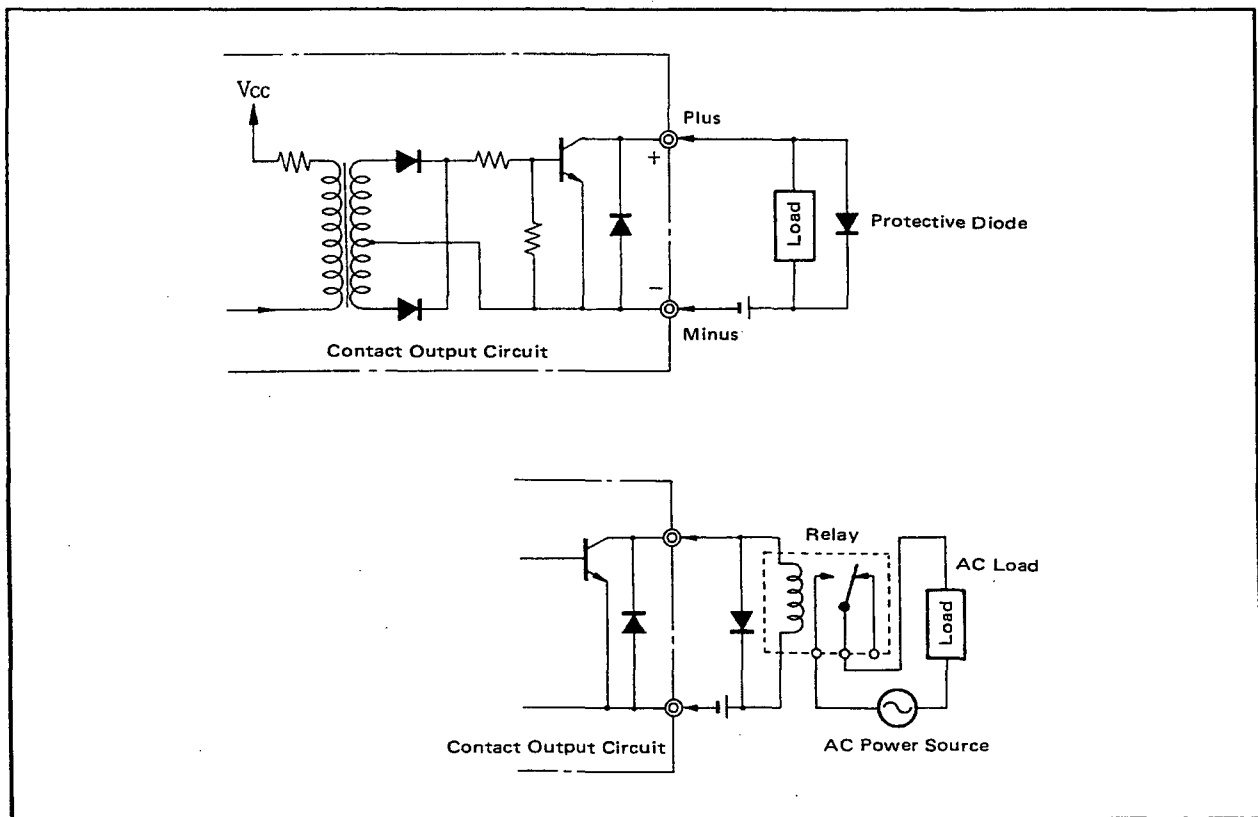 Vcc
Plus
+
Load
Protective Diode
−
Minus
Contact Output Circuit
Relay
AC Load
Load
Contact Output Circuit
AC Power Source